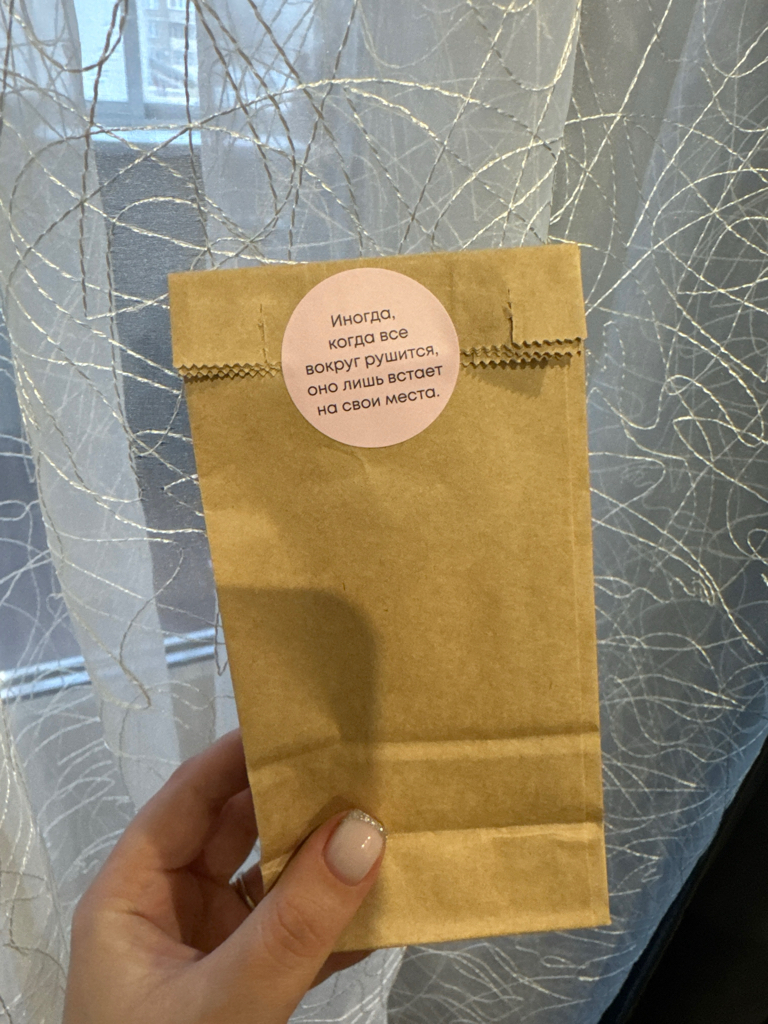 Иногда,
когда все
вокруг рушится,
оно лишь встает
на свои места.